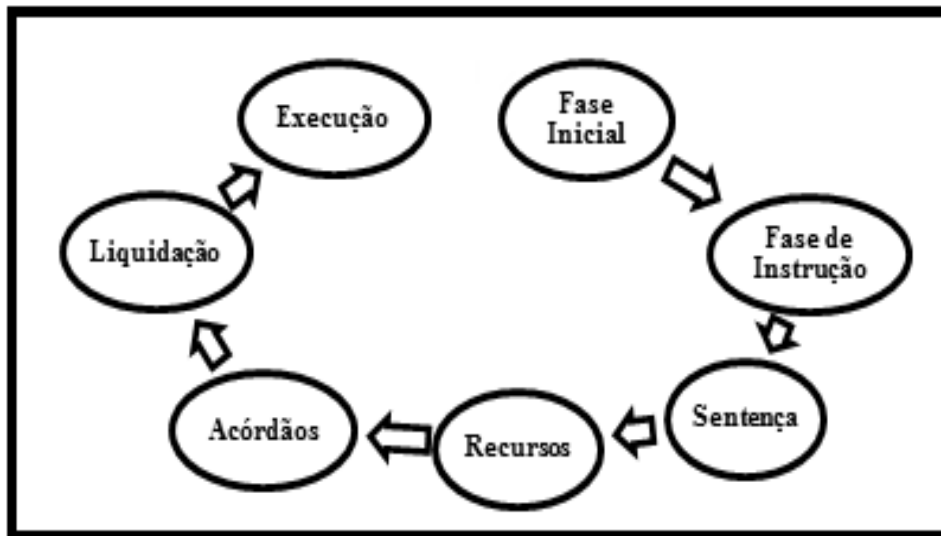 Fase
Inicial
Fase de
Instrução
Sentença
Recursos
Acórdãos
Liquidação
Execução